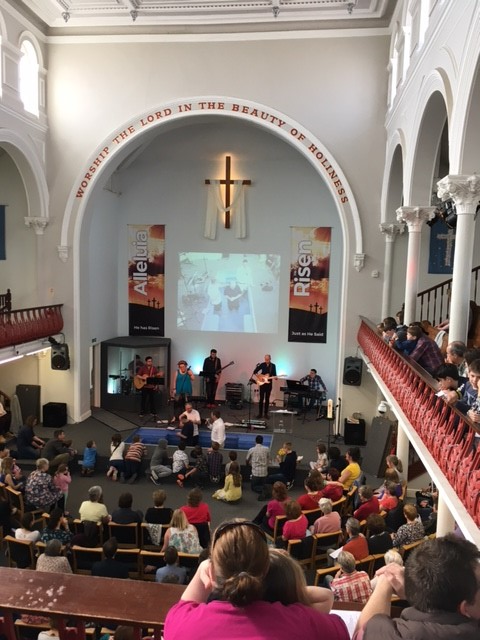 WORSHIP THE LORD IN THE BEAUTY OF HOLINESS
Alleluia
He has Risen
Risen
Just as he Said!